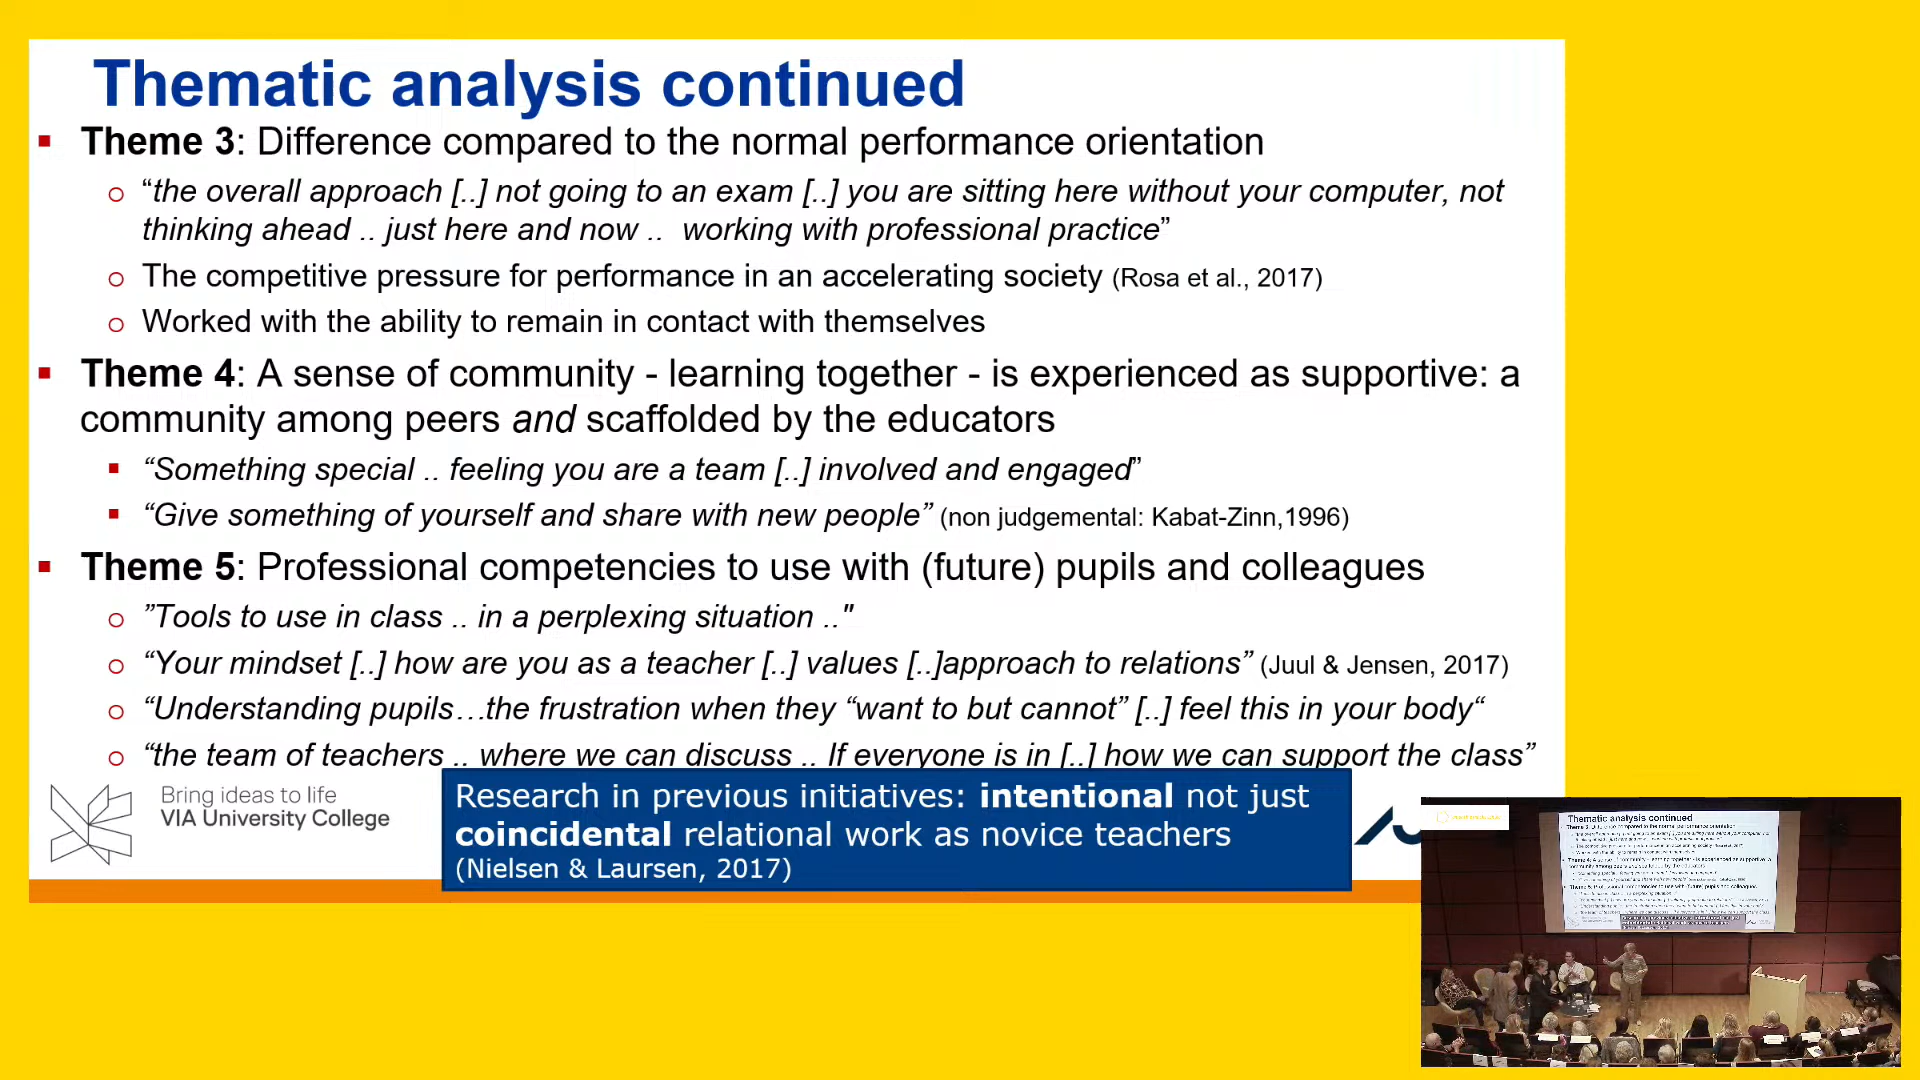 Thematic analysis continued
▪ Theme 3: Difference compared to the normal performance orientation
o “the overall approach [..] not going to an exam [..] you are sitting here without your computer, not
thinking ahead .. just here and now .. working with professional practice”
o The competitive pressure for performance in an accelerating society (Rosa et al., 2017)
o Worked with the ability to remain in contact with themselves
▪ Theme 4: A sense of community - learning together - is experienced as supportive: a
community among peers and scaffolded by the educators
▪ “Something special .. feeling you are a team [..] involved and engaged”
▪ “Give something of yourself and share with new people” (non judgemental: Kabat-Zinn,1996)
▪ Theme 5: Professional competencies to use with (future) pupils and colleagues
o ”Tools to use in class .. in a perplexing situation .."
o “Your mindset [..] how are you as a teacher [..] values [..]approach to relations” (Juul & Jensen, 2017)
o “Understanding pupils…the frustration when they “want to but cannot” [..] feel this in your body“
o “the team of teachers .. where we can discuss .. If everyone is in [..] how we can support the class”
Bring ideas to life
VIA University College
Research in previous initiatives: intentional not just
coincidental relational work as novice teachers
(Nielsen & Laursen, 2017)
Thematic analysis continued